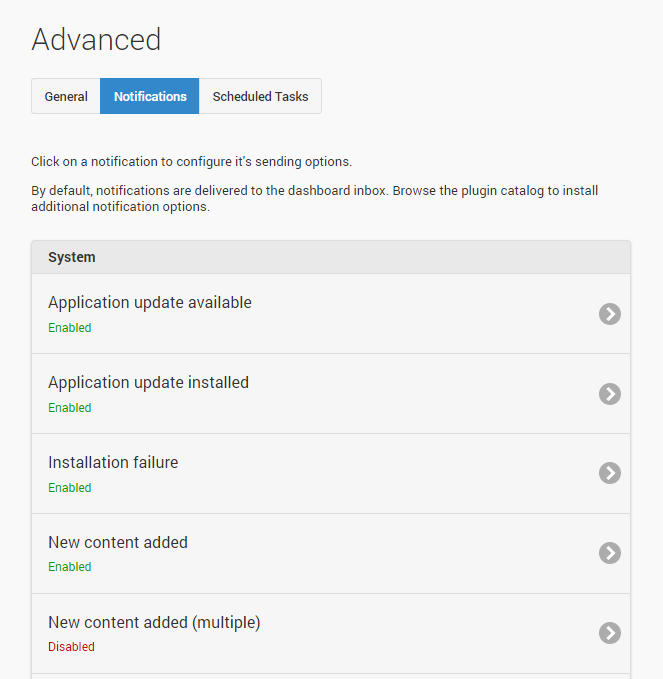 Advanced
General Notifications Scheduled Tasks
Click on a notification to configure it's sending options.
By default, notifications are delivered to the dashboard inbox. Browse the plugin catalog to install
additional notification options.
System
Application update available
Enabled
Application update installed
Enabled
Installation failure
Enabled
New content added
Enabled
New content added (multiple)
Disabled